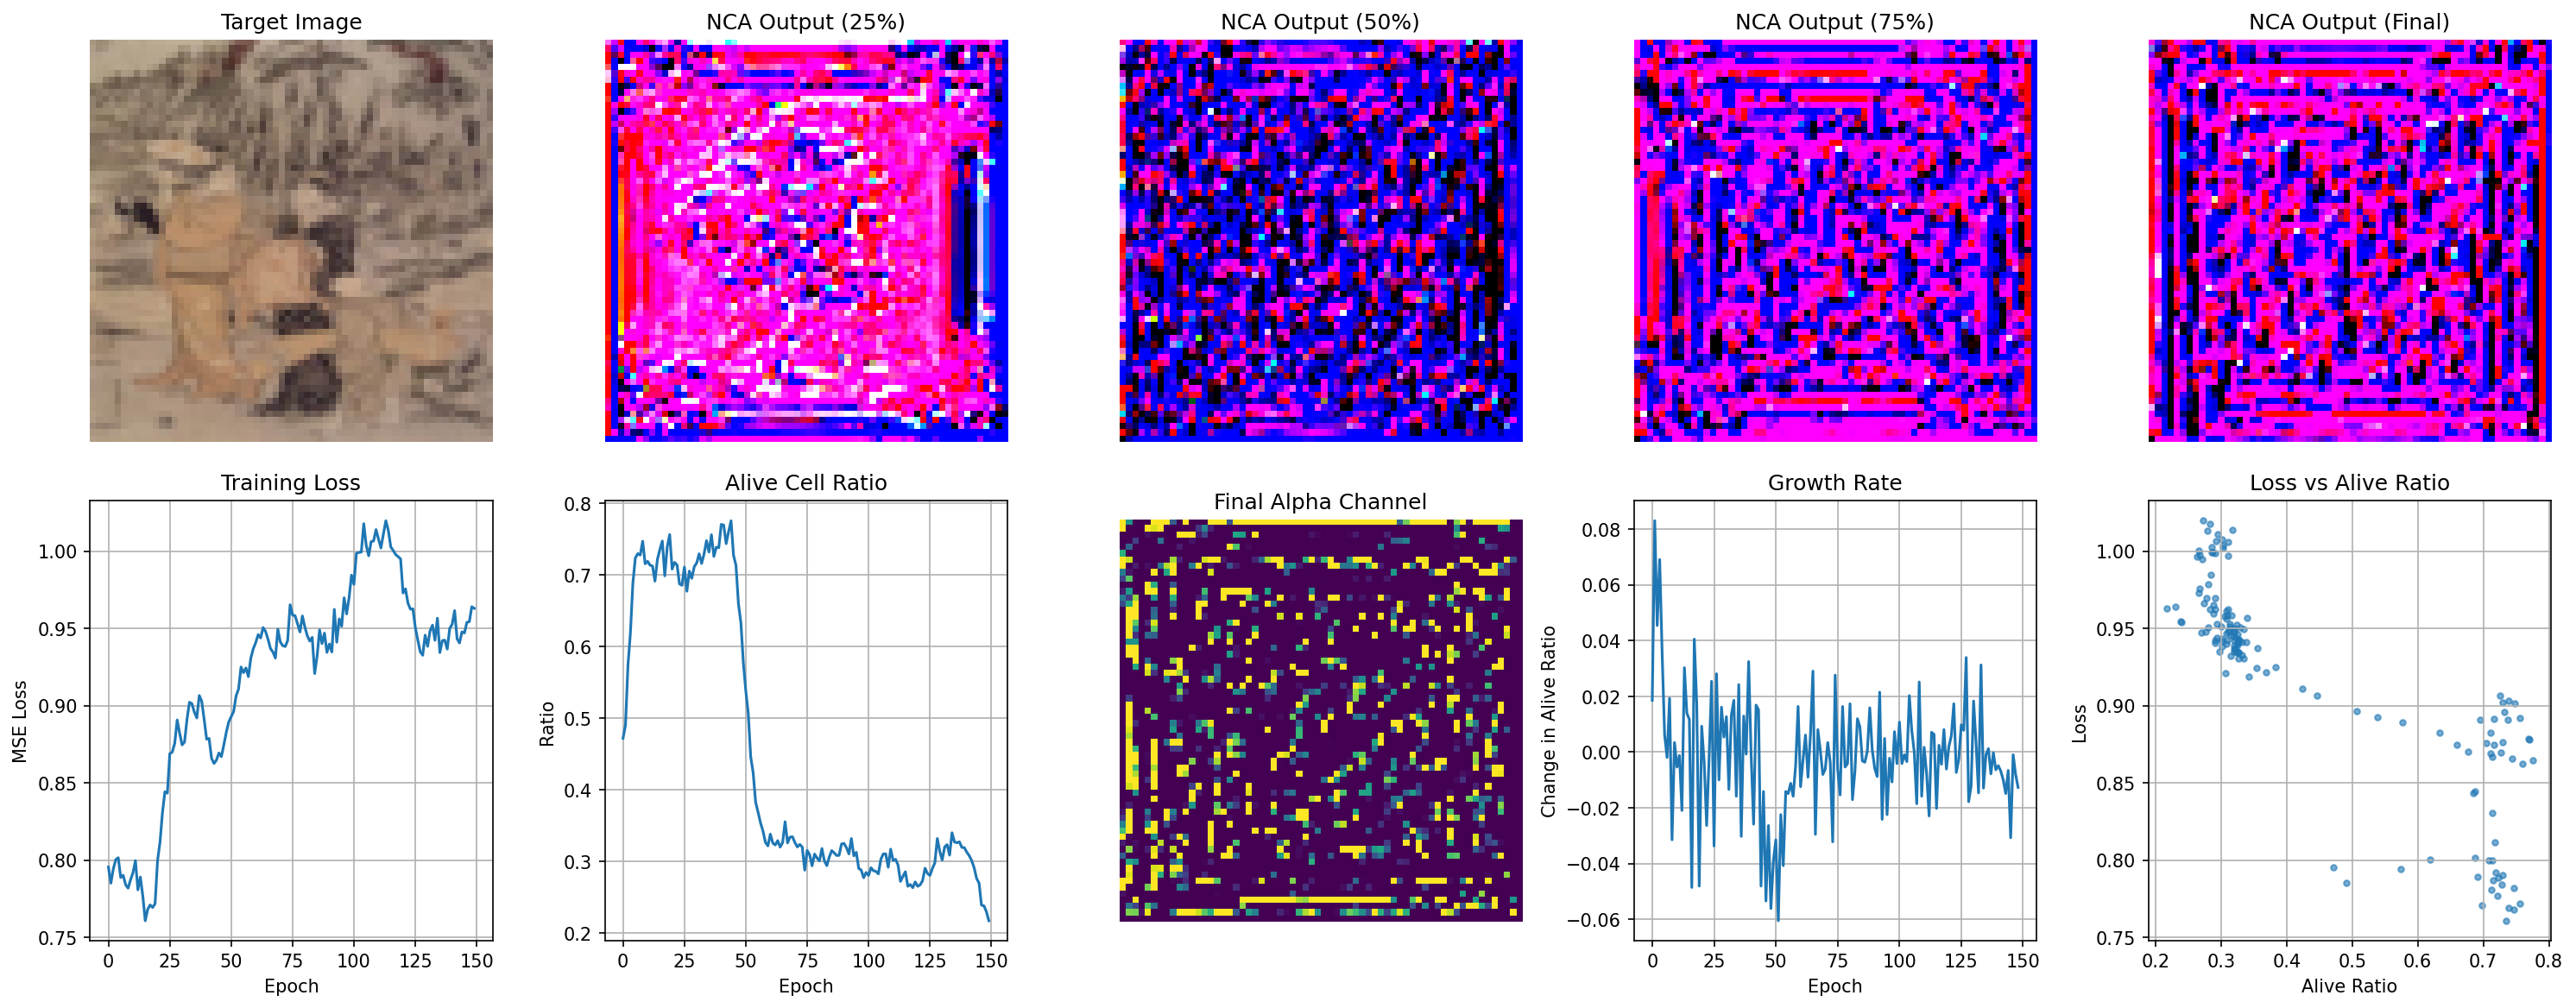 Target Image
NCA Output (25%)
NCA Output (50%)
NCA Output (75%)
NCA Output (Final)
Training Loss
MSE Loss
1.00
0.95
0.90
0.85
0.80
0.75
0 25 50 75 100 125 150
Epoch
Alive Cell Ratio
Ratio
0.8
0.7
0.6
0.5
0.4
0.3
0.2
0 25 50 75 100 125 150
Epoch
Final Alpha Channel
Growth Rate
Change in Alive Ratio
0.08
0.06
0.04
0.02
0.00
−0.02
−0.04
−0.06
0 25 50 75 100 125 150
Epoch
Loss vs Alive Ratio
Loss
1.00
0.95
0.90
0.85
0.80
0.75
0.2 0.3 0.4 0.5 0.6 0.7 0.8
Alive Ratio